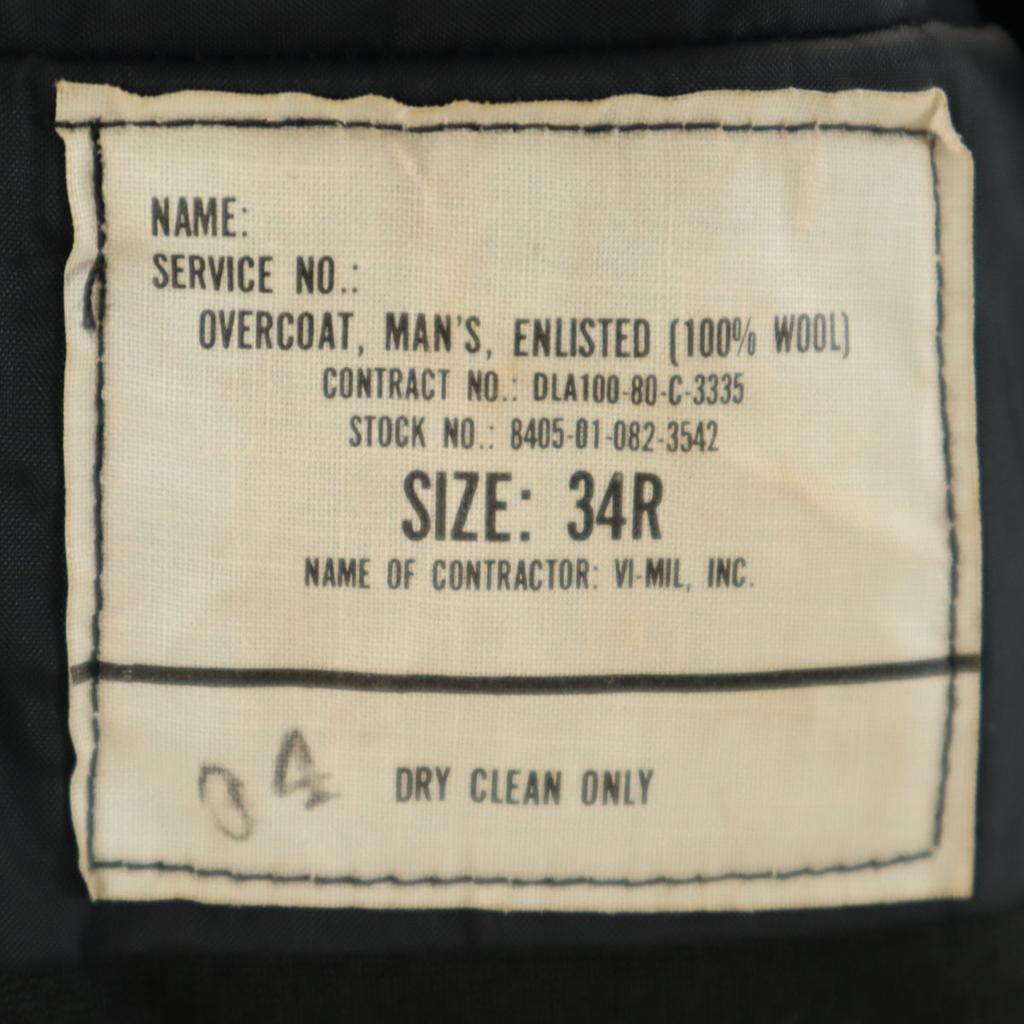 NAME:
SERVICE NO.:
OVERCOAT, MAN'S, ENLISTED (100% WOOL)
CONTRACT NO.: DLA100-80-C-3335
STOCK NO.: 8405-01-082-3542
SIZE: 34R
NAME OF CONTRACTOR: VI-MIL, INC.
DRY CLEAN ONLY